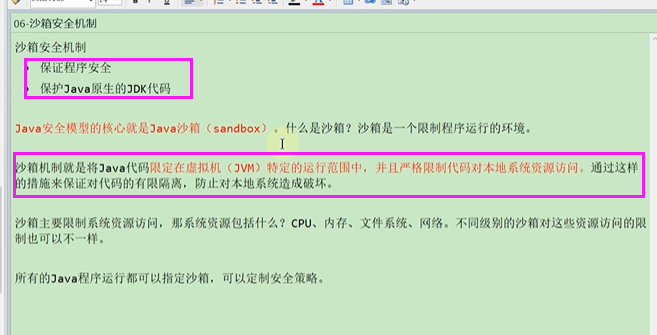 06-沙箱安全机制
沙箱安全机制
• 保证程序安全
• 保护Java原生的JDK代码
Java安全模型的核心就是Java沙箱（sandbox）。什么是沙箱？沙箱是一个限制程序运行的环境。
沙箱机制就是将Java代码限定在虚拟机（JVM）特定的运行范围中，并且严格限制代码对本地系统资源访问。通过这样
的措施来保证对代码的有限隔离，防止对本地系统造成破坏。
沙箱主要限制系统资源访问，那系统资源包括什么？CPU、内存、文件系统、网络。不同级别的沙箱对这些资源访问的限
制也可以不一样。
所有的Java程序运行都可以指定沙箱，可以定制安全策略。